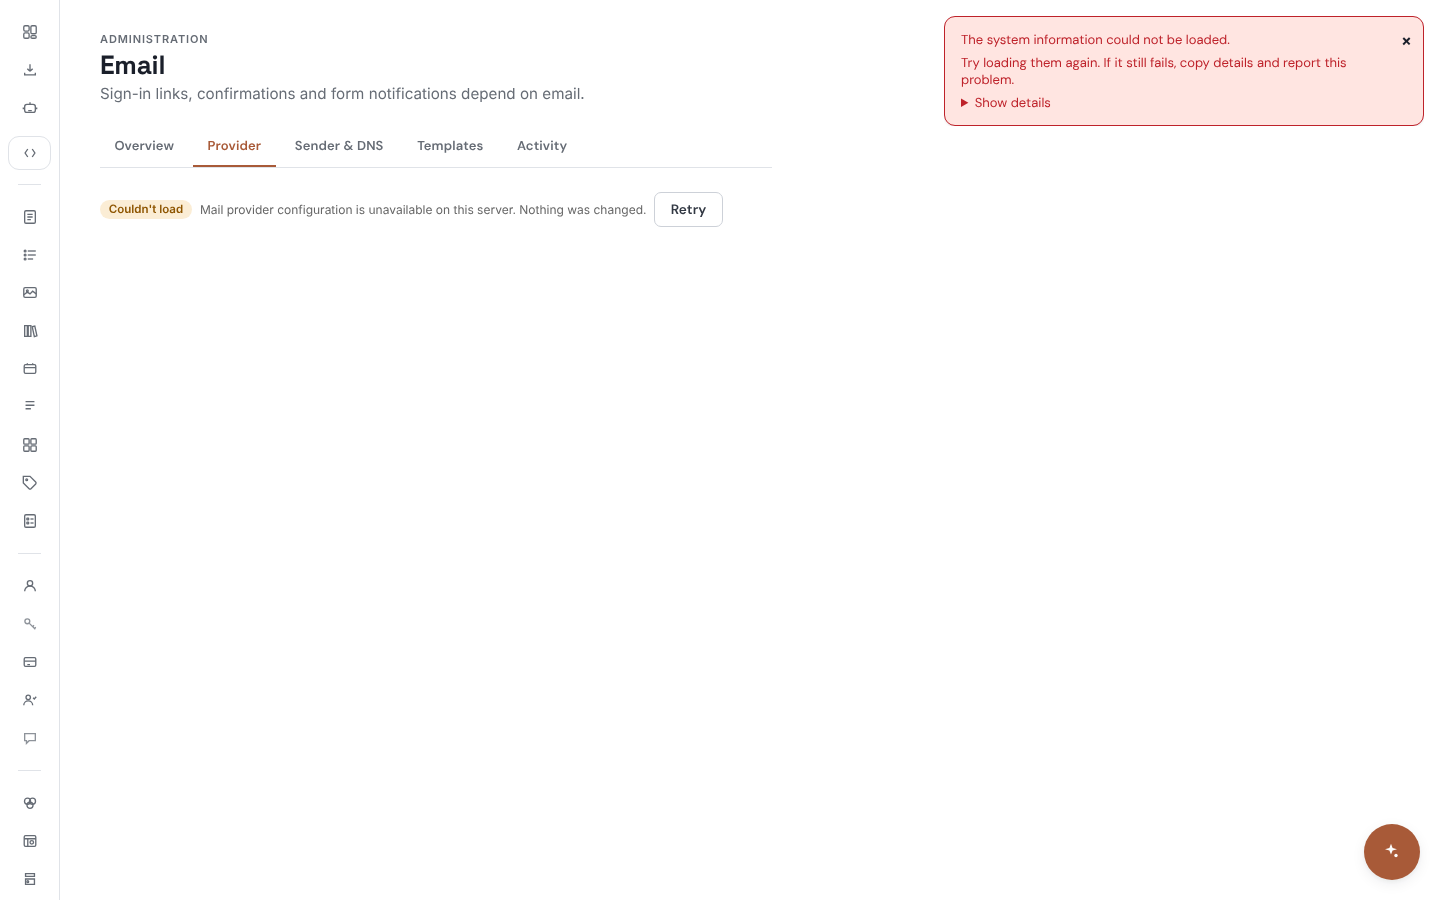 ADMINISTRATION
Email
Sign-in links, confirmations and form notifications depend on email.
Overview Provider Sender & DNS Templates Activity
Couldn't load Mail provider configuration is unavailable on this server. Nothing was changed. Retry
The system information could not be loaded.
Try loading them again. If it still fails, copy details and report this
problem.
Show details